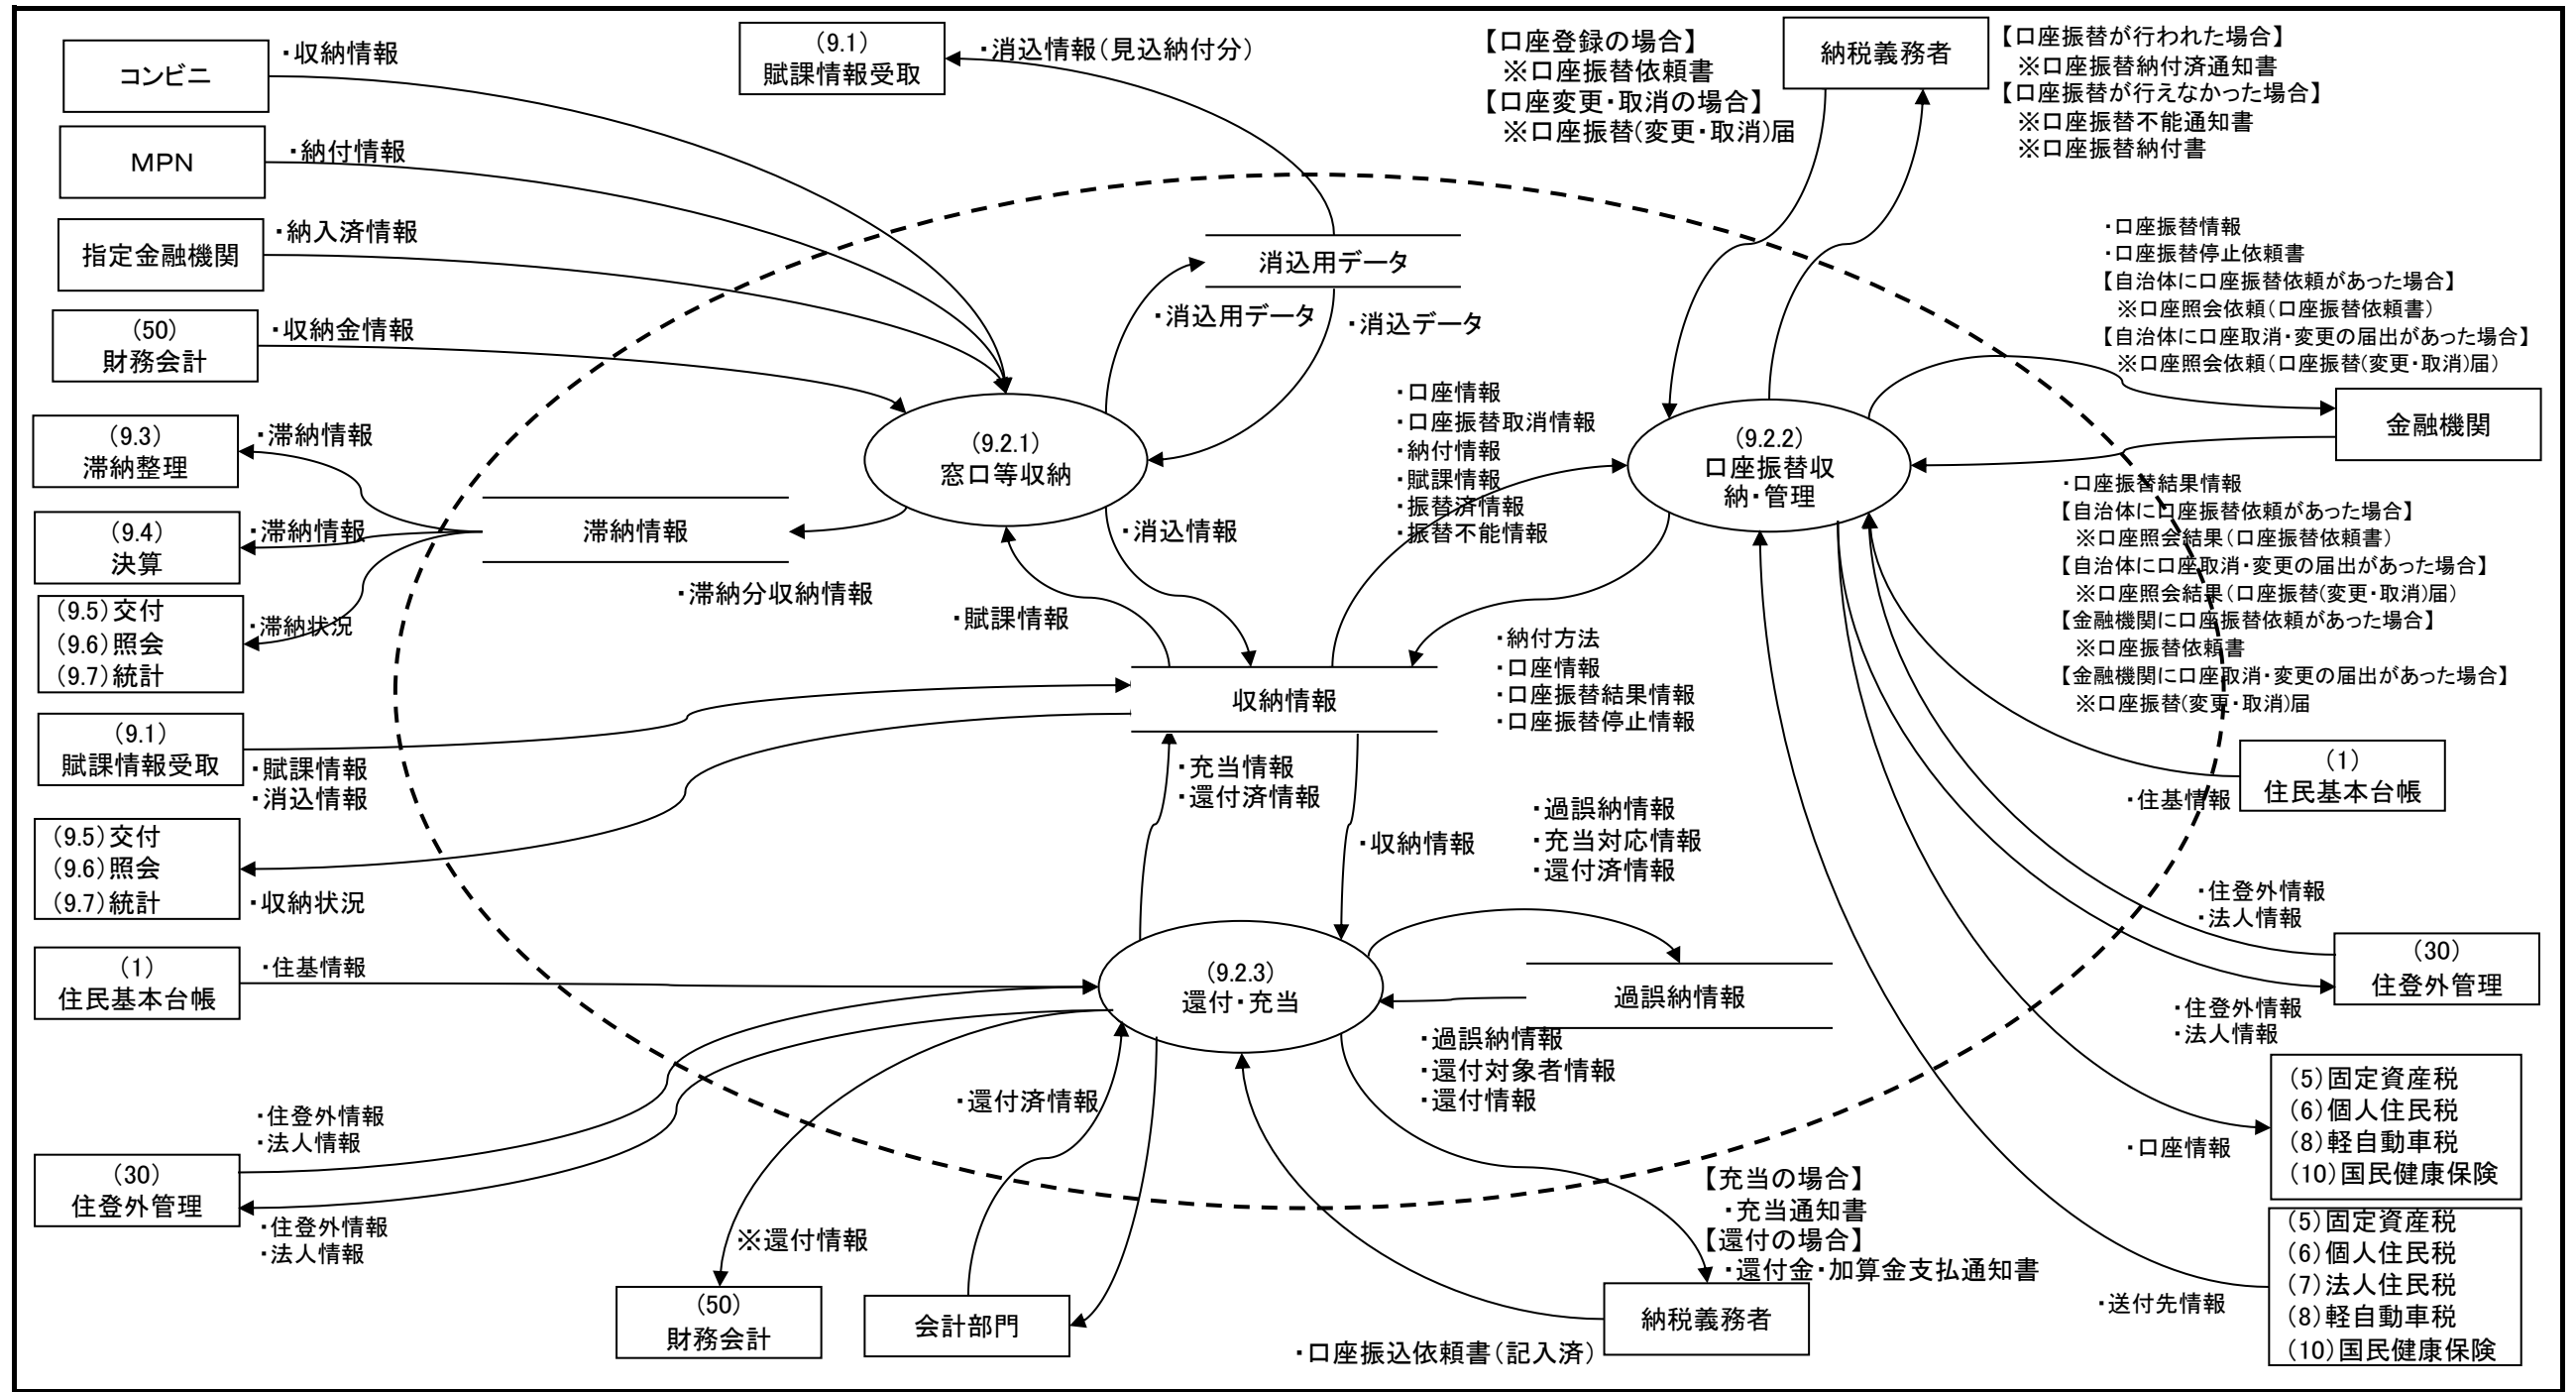 コンビニ
・収納情報
MPN
・納付情報
指定金融機関
・納入済情報
(50)
財務会計
・収納金情報
(9.3)
滞納整理
・滞納情報
(9.4)
決算
・滞納情報
(9.5)交付
(9.6)照会
(9.7)統計
・滞納状況
(9.1)
賦課情報受取
・賦課情報
・消込情報
(9.5)交付
(9.6)照会
(9.7)統計
・収納状況
(1)
住民基本台帳
・住基情報
・住登外情報
・法人情報
(30)
住登外管理
・住登外情報
・法人情報
(9.1)
賦課情報受取
・消込情報(見込納付分)
消込用データ
・消込用データ
・消込データ
(9.2.1)
窓口等収納
滞納情報
・滞納分収納情報
・消込情報
・賦課情報
収納情報
・充当情報
・還付済情報
・収納情報
(9.2.3)
還付・充当
・過誤納情報
・充当対応情報
・還付済情報
過誤納情報
・過誤納情報
・還付対象者情報
・還付情報
・還付済情報
※還付情報
(50)
財務会計
会計部門
【充当の場合】
・充当通知書
【還付の場合】
・還付金・加算金支払通知書
納税義務者
・口座振込依頼書(記入済)
【口座登録の場合】
※口座振替依頼書
【口座変更・取消の場合】
※口座振替(変更・取消)届
納税義務者
【口座振替が行われた場合】
※口座振替納付済通知書
【口座振替が行えなかった場合】
※口座振替不能通知書
※口座振替納付書
・口座情報
・口座振替取消情報
・納付情報
・賦課情報
・振替済情報
・振替不能情報
(9.2.2)
口座振替収
納・管理
・納付方法
・口座情報
・口座振替結果情報
・口座振替停止情報
・口座振替情報
・口座振替停止依頼書
【自治体に口座振替依頼があった場合】
※口座照会依頼(口座振替依頼書)
【自治体に口座取消・変更の届出があった場合】
※口座照会依頼(口座振替(変更・取消)届)
金融機関
・口座振替結果情報
【自治体に口座振替依頼があった場合】
※口座照会結果(口座振替依頼書)
【自治体に口座取消・変更の届出があった場合】
※口座照会結果(口座振替(変更・取消)届)
【金融機関に口座振替依頼があった場合】
※口座振替依頼書
【金融機関に口座取消・変更の届出があった場合】
※口座振替(変更・取消)届
(1)
住民基本台帳
・住基情報
・住登外情報
・法人情報
(30)
住登外管理
・住登外情報
・法人情報
(5)固定資産税
(6)個人住民税
(8)軽自動車税
(10)国民健康保険
・口座情報
(5)固定資産税
(6)個人住民税
(7)法人住民税
(8)軽自動車税
(10)国民健康保険
・送付先情報